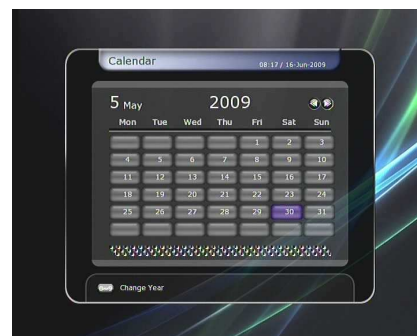 Calendar 08:17 / 16-Jun-2009
5 May 2009
Mon Tue Wed Thu Fri Sat Sun
1 2 3
4 5 6 7 8 9 10
11 12 13 14 15 16 17
18 19 20 21 22 23 24
25 26 27 28 29 30 31
Change Year